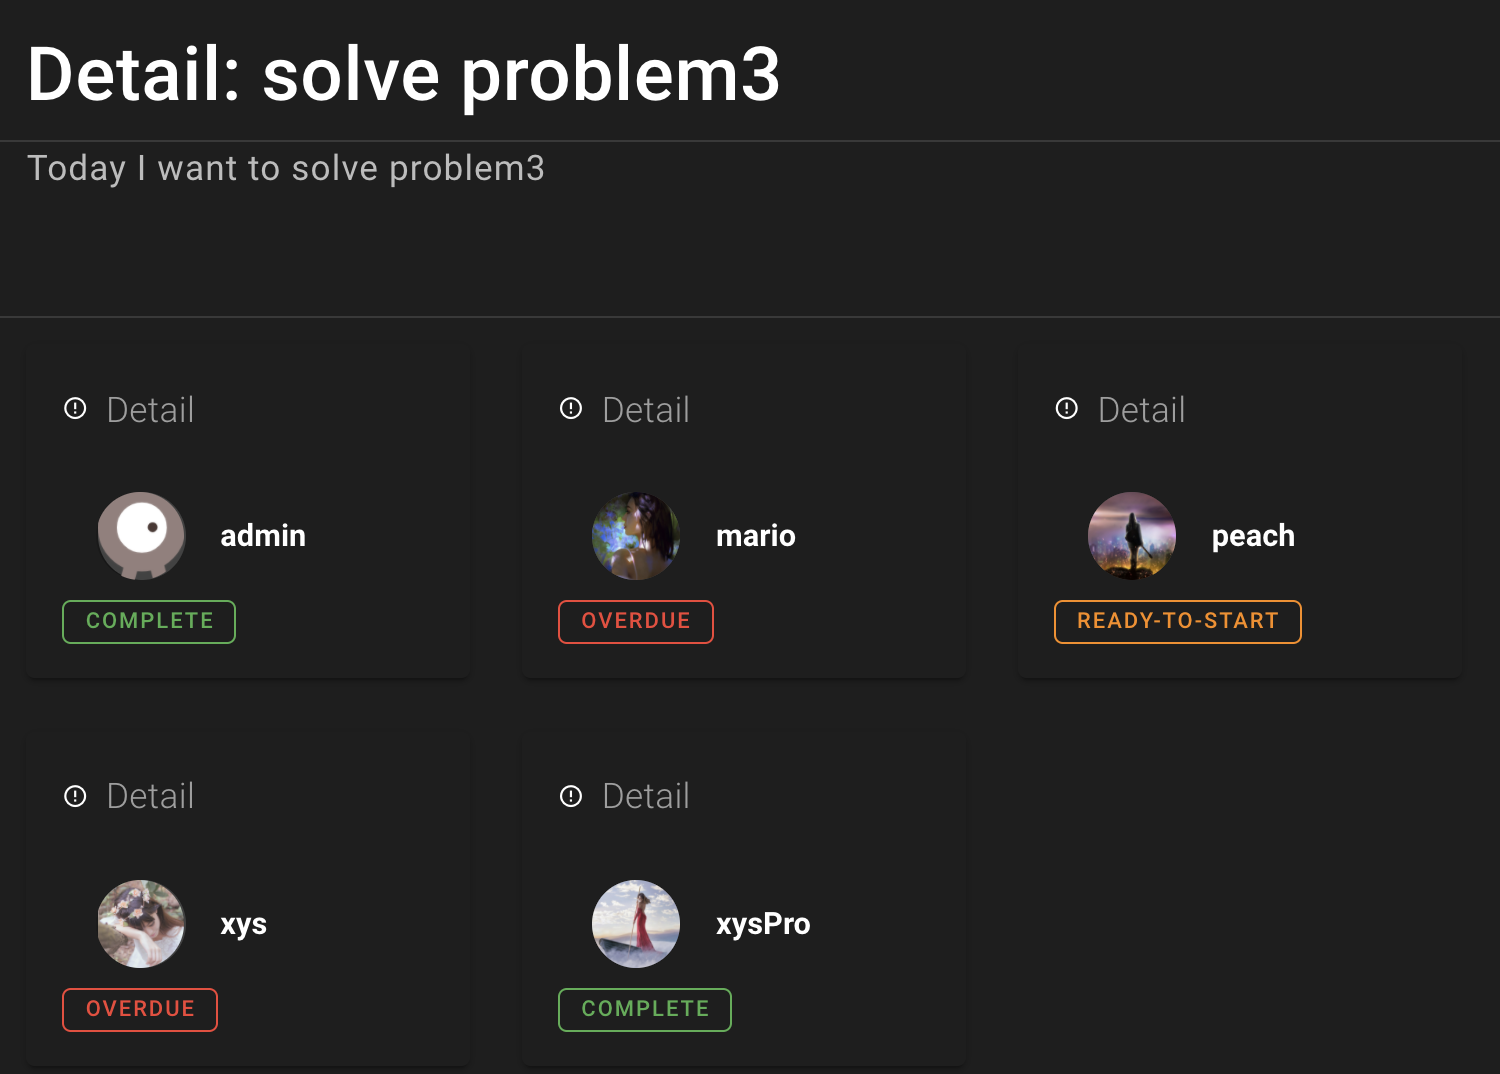 Detail: solve problem3
Today I want to solve problem3
Detail
Detail
Detail
admin
mario
peach
COMPLETE
OVERDUE
READY-TO-START
Detail
Detail
xys
xysPro
OVERDUE
COMPLETE